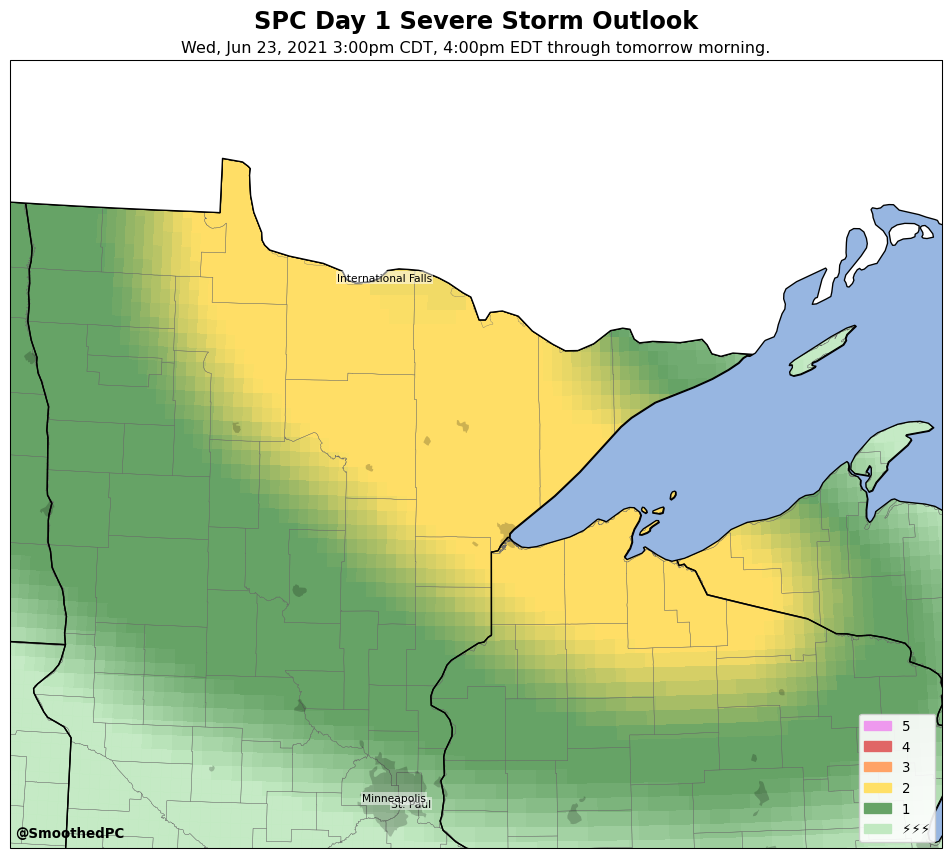 SPC Day 1 Severe Storm Outlook
Wed, Jun 23, 2021 3:00pm CDT, 4:00pm EDT through tomorrow morning.
International Falls
Minneapolis
St. Paul
5
4
3
2
1
⚡⚡⚡
@SmoothedPC